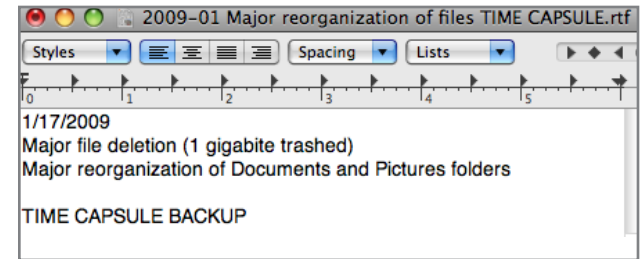 2009-01 Major reorganization of files TIME CAPSULE.rtf
Styles Spacing Lists
0 1 2 3 4 5
1/17/2009
Major file deletion (1 gigabite trashed)
Major reorganization of Documents and Pictures folders
TIME CAPSULE BACKUP